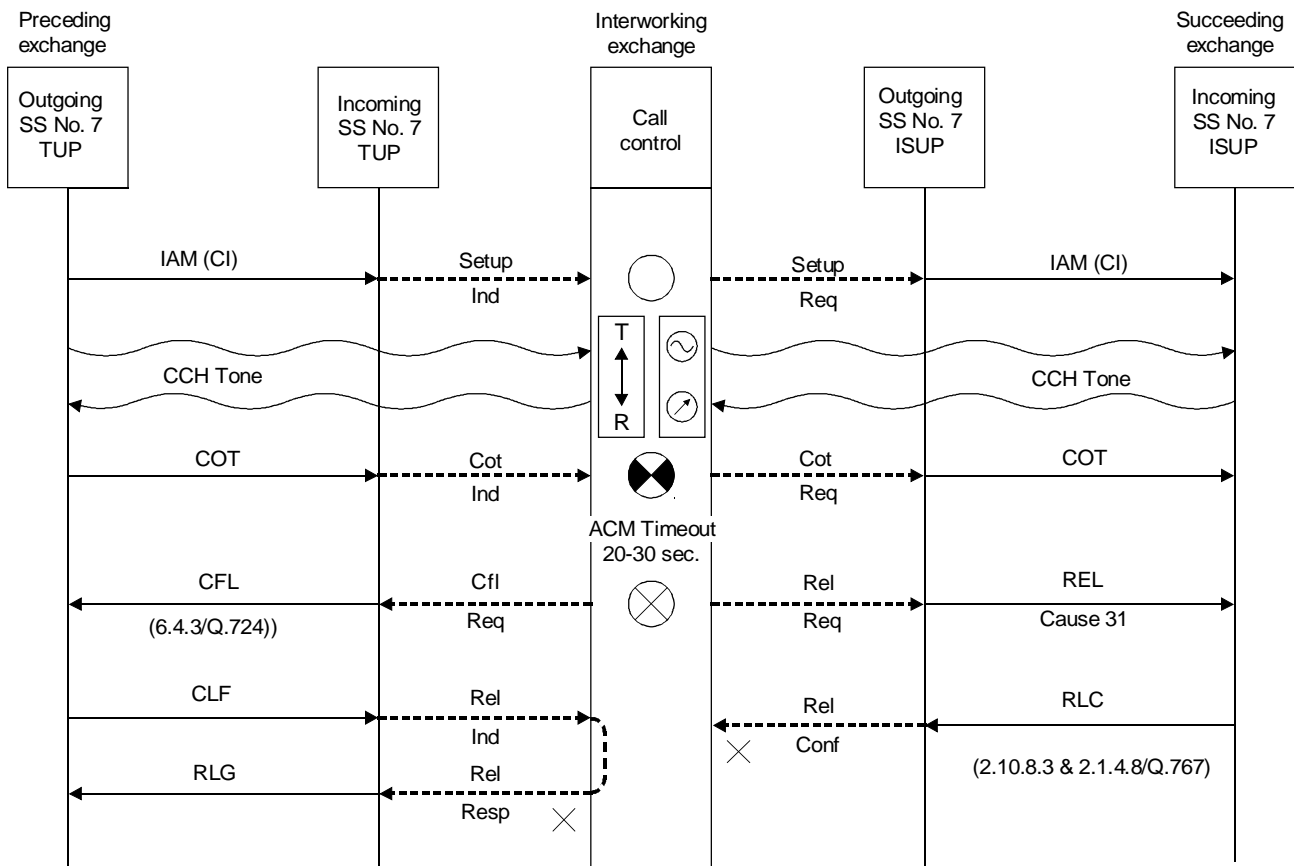 Preceding
exchange
Interworking
exchange
Succeeding
exchange
Outgoing
SS No. 7
TUP
Incoming
SS No. 7
TUP
Call
control
Outgoing
SS No. 7
ISUP
Incoming
SS No. 7
ISUP
IAM (CI)
Setup
Ind
Setup
Req
IAM (CI)
T
R
CCH Tone
CCH Tone
COT
Cot
Ind
Cot
Req
COT
ACM Timeout
20-30 sec.
CFL
(6.4.3/Q.724))
Cfl
Req
Rel
Req
REL
Cause 31
CLF
Rel
Ind
Rel
Conf
RLC
(2.10.8.3 & 2.1.4.8/Q.767)
RLG
Rel
Resp